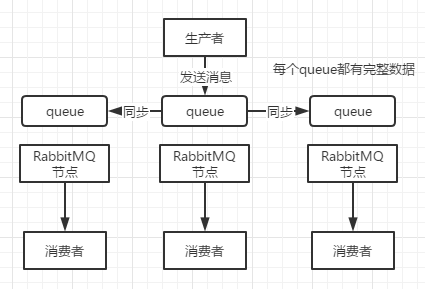 生产者
发送消息
每个queue都有完整数据
queue
同步
queue
同步
queue
RabbitMQ
节点
RabbitMQ
节点
RabbitMQ
节点
消费者
消费者
消费者